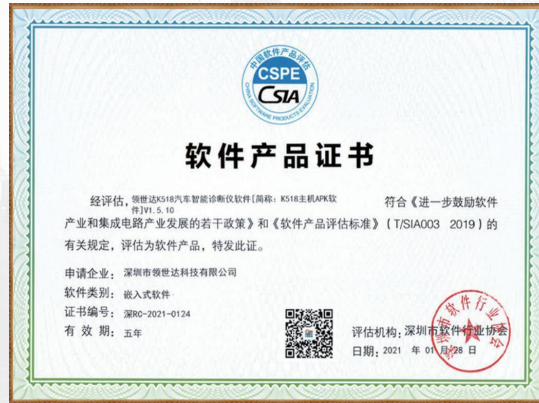 中国软件产品评估
CSPE
CSIA
CHINA SOFTWARE PRODUCTS EVALUATION
软件产品证书
经评估，领世达K518汽车智能诊断仪软件[简称：K518主机APK软件]V1.5.10 符合《进一步鼓励软件
产业和集成电路产业发展的若干政策》和《软件产品评估标准》（T/SIA003 2019）的
有关规定，评估为软件产品，特发此证。
申请企业：深圳市领世达科技有限公司
软件类别：嵌入式软件
证书编号：深RC-2021-0124
有 效 期：五年
评估机构：深圳市软件行业协会
日期：2021 年 01 月 28 日
深圳市软件行业协会